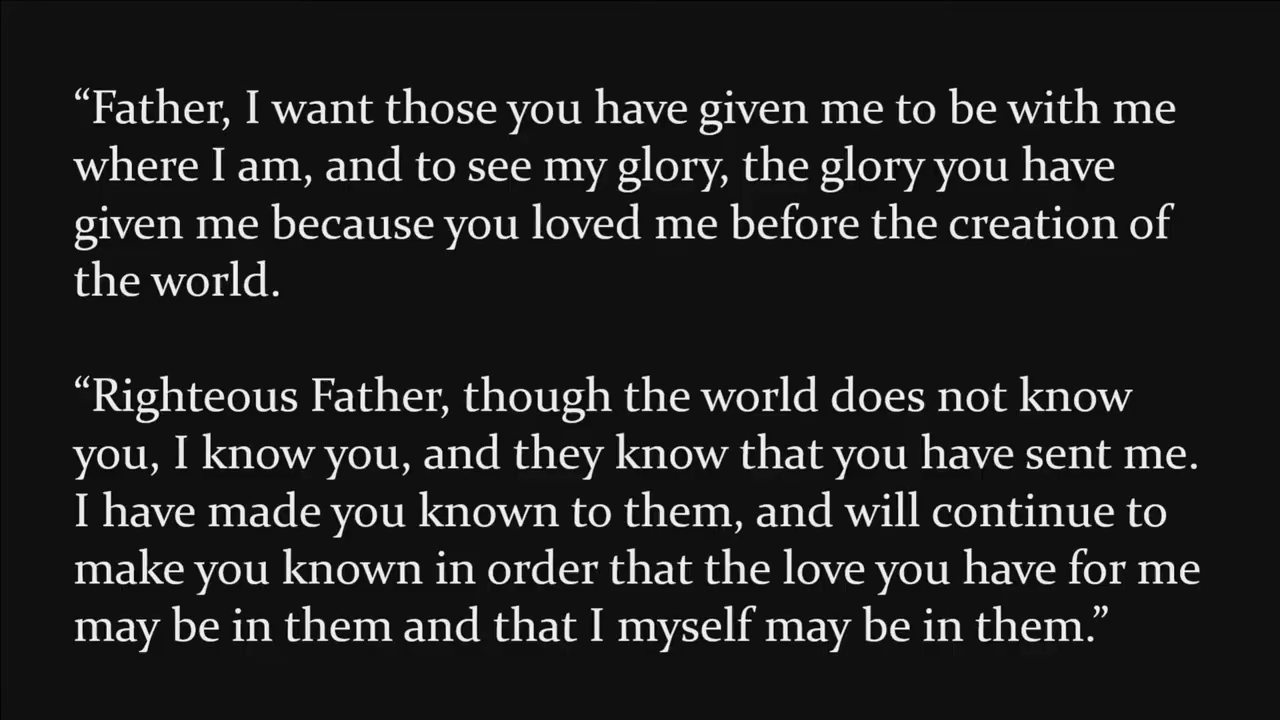 “Father, I want those you have given me to be with me
where I am, and to see my glory, the glory you have
given me because you loved me before the creation of
the world.
“Righteous Father, though the world does not know
you, I know you, and they know that you have sent me.
I have made you known to them, and will continue to
make you known in order that the love you have for me
may be in them and that I myself may be in them.”